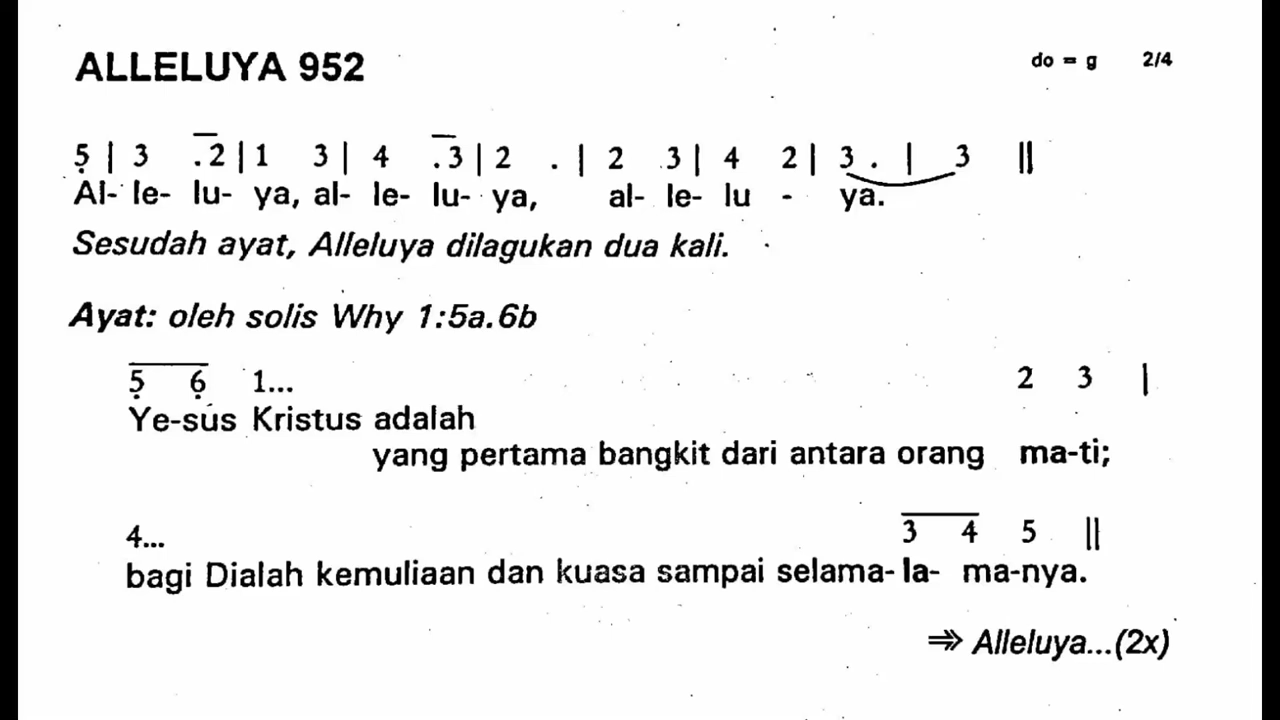 ALLELUYA 952 do = g 2/4
5̣ | 3 .2̅ | 1 3 | 4 .3̅ | 2 . | 2 3 | 4 2 | 3 . | 3 ||
Al- le- lu- ya, al- le- lu- ya, al- le- lu - ya.
Sesudah ayat, Alleluya dilagukan dua kali.
Ayat: oleh solis Why 1:5a.6b
5̣ 6̣ 1... 2 3 |
Ye-sus Kristus adalah
yang pertama bangkit dari antara orang ma-ti;
4... 3 4 5 ||
bagi Dialah kemuliaan dan kuasa sampai selama- la- ma-nya.
⇒ Alleluya...(2x)